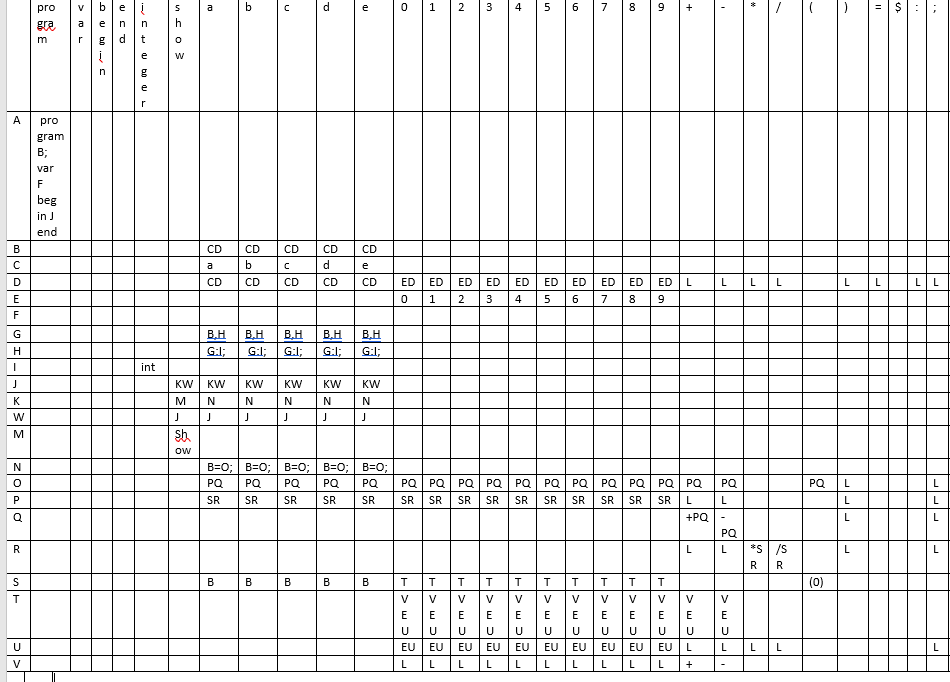 program var begin end integer show a b c d e 0 1 2 3 4 5 6 7 8 9 + - * / ( ) = $ : ;
A program B; var F begin J end
B CD CD CD CD CD
C a b c d e
D CD CD CD CD CD ED ED ED ED ED ED ED ED ED ED L L L L L L L L
E 0 1 2 3 4 5 6 7 8 9
F
G B,H B,H B,H B,H B,H
H G:I; G:I; G:I; G:I; G:I;
I int
J KW KW KW KW KW KW
K M N N N N N
W J J J J J J
M Show
N B=O; B=O; B=O; B=O; B=O;
O PQ PQ PQ PQ PQ PQ PQ PQ PQ PQ PQ PQ PQ PQ PQ PQ PQ PQ L L
P SR SR SR SR SR SR SR SR SR SR SR SR SR SR SR L L L L
Q +PQ -PQ L L
R L L *SR /SR L L
S B B B B B T T T T T T T T T T (0)
T VEU VEU VEU VEU VEU VEU VEU VEU VEU VEU VEU VEU
U EU EU EU EU EU EU EU EU EU EU L L L L L
V L L L L L L L L L L + -